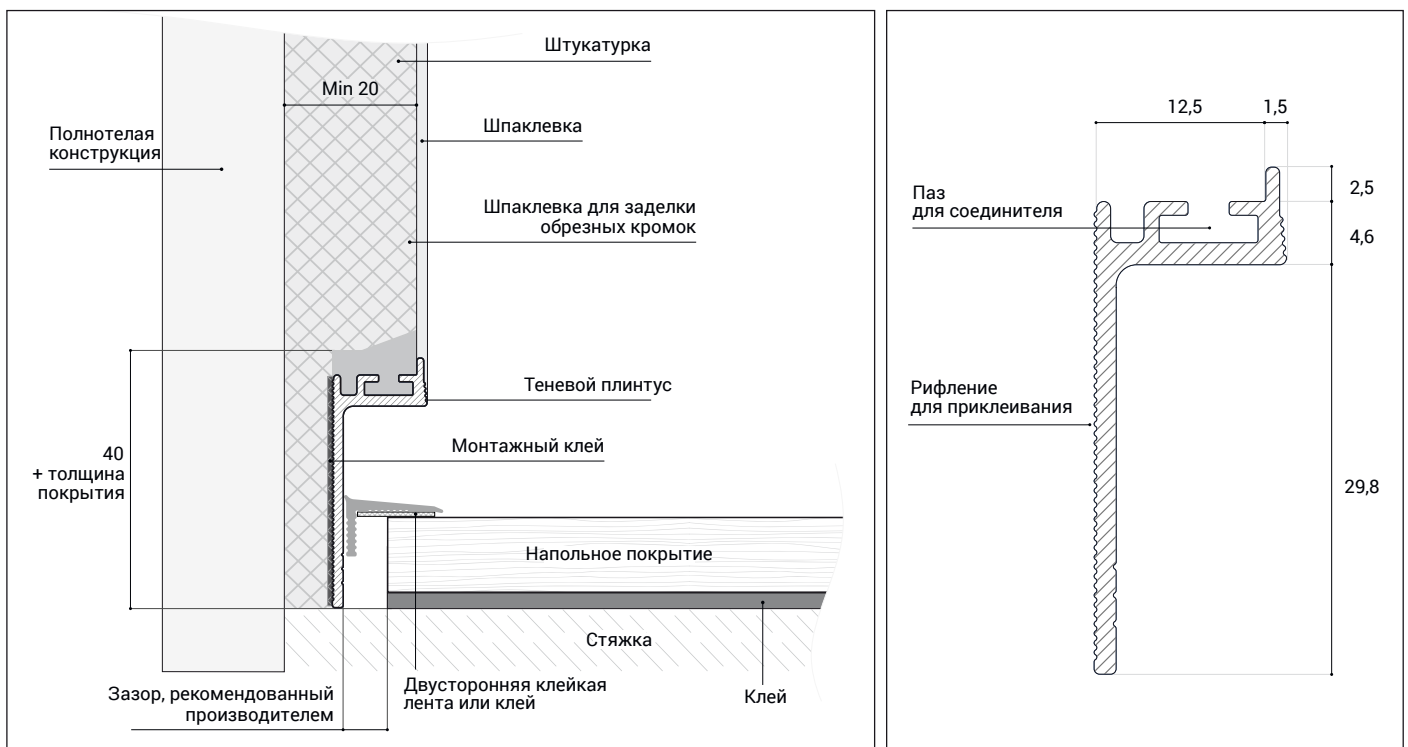 Штукатурка
Min 20
Шпаклевка
Полнотелая
конструкция
Шпаклевка для заделки
обрезных кромок
Теневой плинтус
Монтажный клей
40
+ толщина
покрытия
Напольное покрытие
Стяжка
Зазор, рекомендованный
производителем
Двусторонняя клейкая
лента или клей
Клей
12,5
1,5
2,5
4,6
Паз
для соединителя
Рифление
для приклеивания
29,8